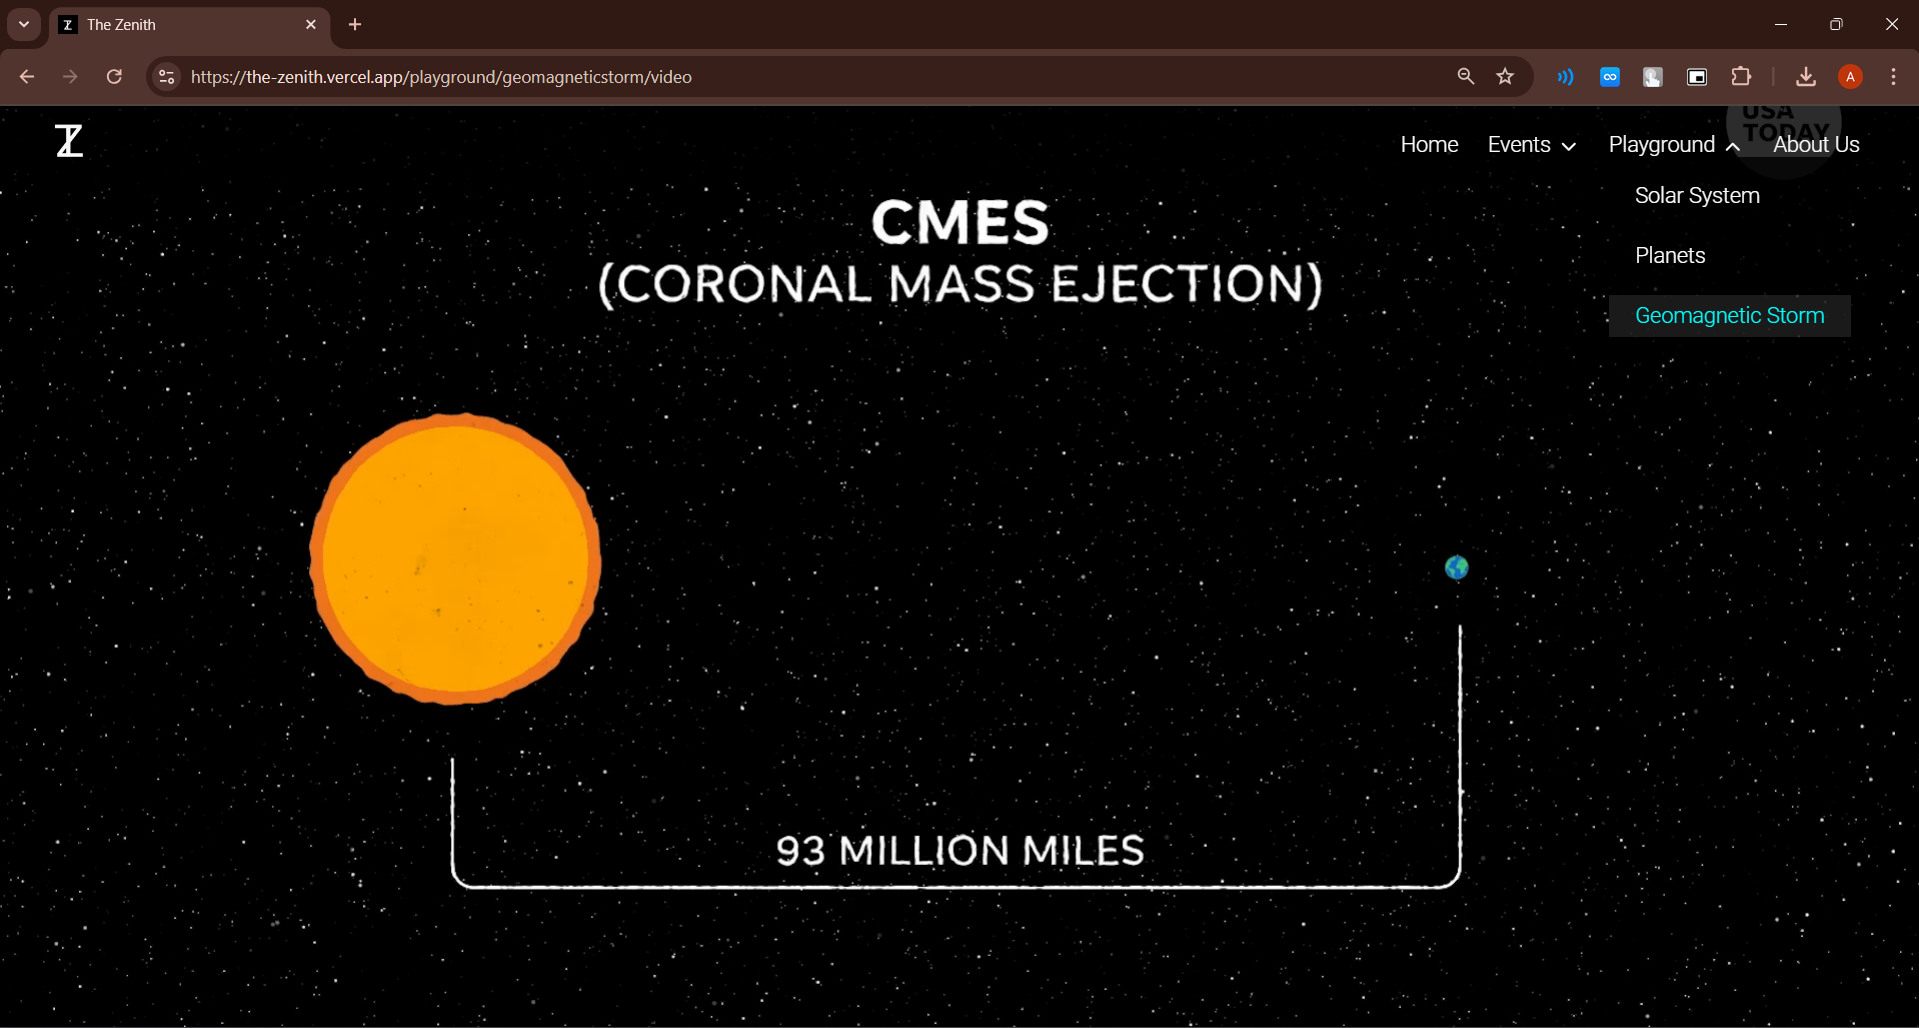 The Zenith
https://the-zenith.vercel.app/playground/geomagneticstorm/video
A
Z
USA
TODAY
Home Events Playground About Us
Solar System
Planets
Geomagnetic Storm
CMES
(CORONAL MASS EJECTION)
93 MILLION MILES